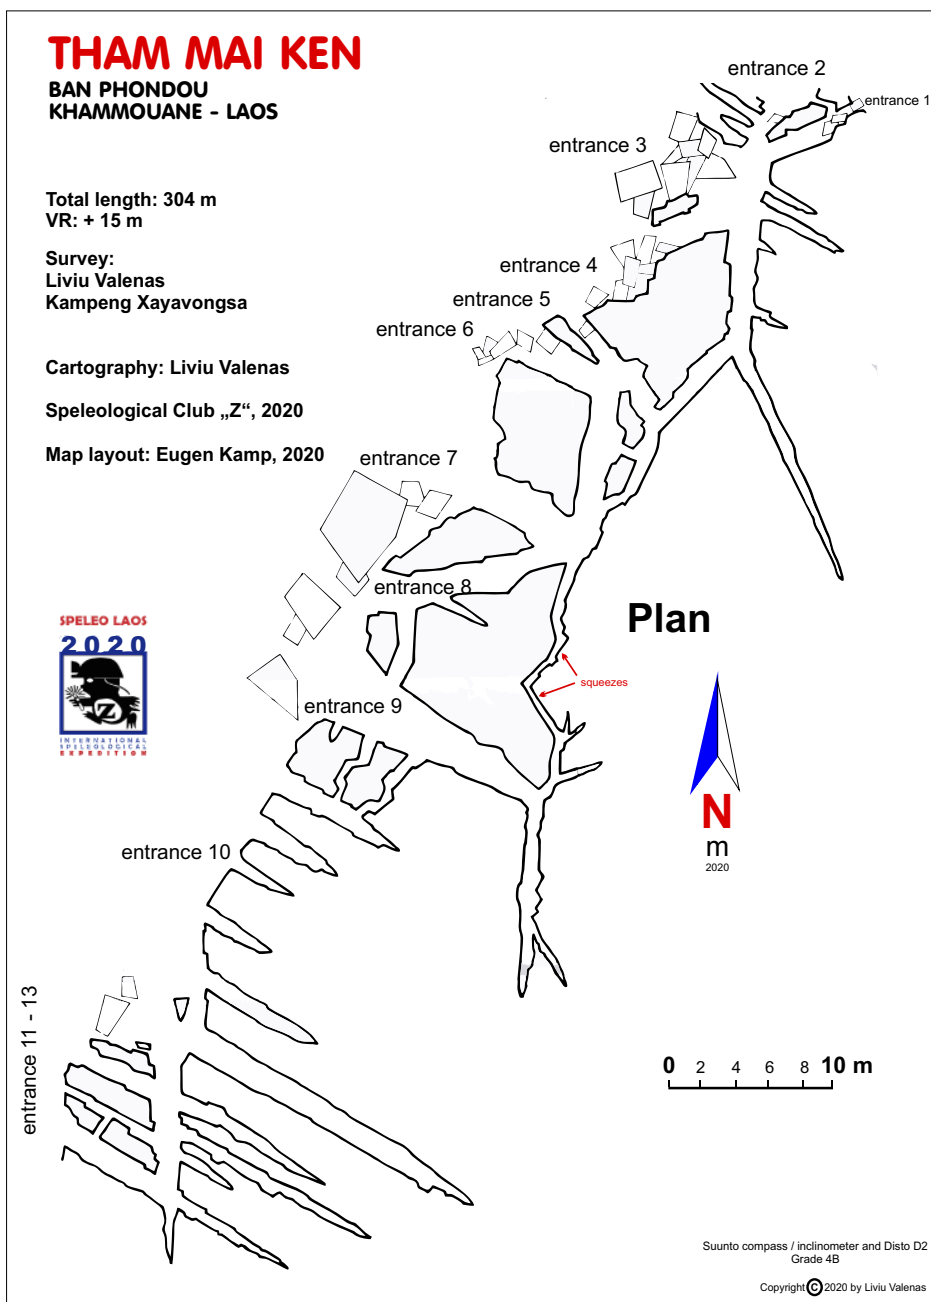 THAM MAI KEN
BAN PHONDOU
KHAMMOUANE - LAOS
Total length: 304 m
VR: + 15 m
Survey:
Liviu Valenas
Kampeng Xayavongsa
Cartography: Liviu Valenas
Speleological Club „Z“, 2020
Map layout: Eugen Kamp, 2020
entrance 2
entrance 1
entrance 3
entrance 4
entrance 5
entrance 6
entrance 7
entrance 8
Plan
squeezes
entrance 9
entrance 10
entrance 11 - 13
SPELEO LAOS
2020
Z
INTERNATIONAL
SPELEOLOGICAL
EXPEDITION
N
m
2020
0 2 4 6 8 10 m
Suunto compass / inclinometer and Disto D2
Grade 4B
Copyright © 2020 by Liviu Valenas